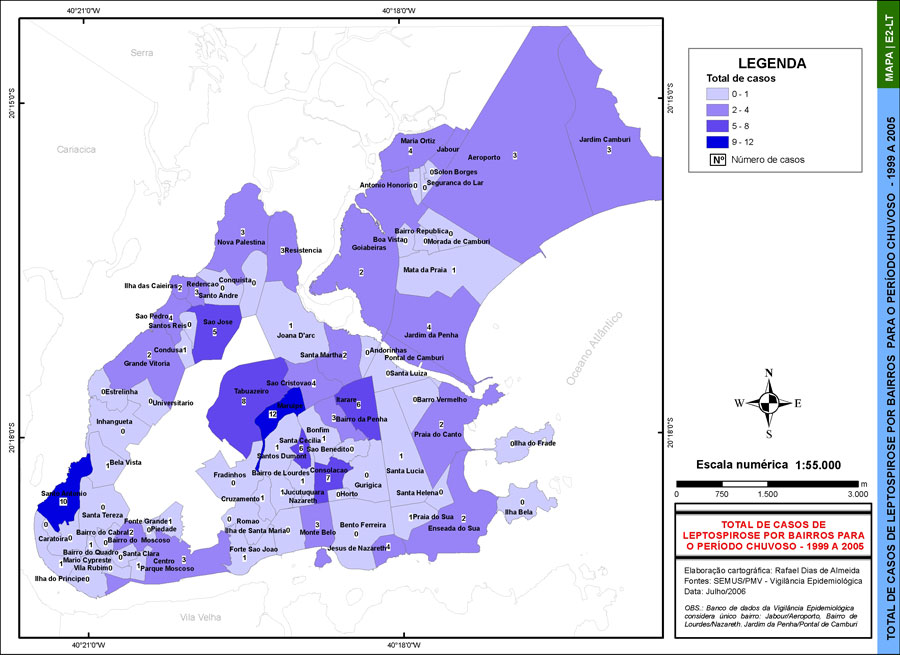 40°21'0"W
40°18'0"W
MAPA | E2-LT
TOTAL DE CASOS DE LEPTOSPIROSE POR BAIRROS PARA O PERÍODO CHUVOSO - 1999 A 2005
LEGENDA
Total de casos
0 - 1
2 - 4
5 - 8
9 - 12
Nº Número de casos
20°15'0"S
20°15'0"S
Serra
Cariacica
Oceano Atlântico
Vila Velha
Maria Ortiz
4
Jabour
Aeroporto
3
Jardim Camburi
3
0 Solon Borges
Antonio Honorio 0
0 Seguranca do Lar
3
Nova Palestina
3 Resistencia
Bairro Republica 0
Boa Vista 0
0 Morada de Camburi
Goiabeiras
2
Mata da Praia 1
Ilha das Caieiras 2
Redencao
3
Conquista 0
0
Santo Andre
Sao Pedro 4
Santos Reis 0
Sao Jose
5
1
Joana D'arc
4
Jardim da Penha
Condusa 1
2
Grande Vitoria
Santa Martha 2
0 Andorinhas
Pontal de Camburi
0 Santa Luiza
0 Estrelinha
0 Universitario
Tabuazeiro
8
Sao Cristovao 4
12
Itarare
6
0 Barro Vermelho
Inhangueta
0
3 Bairro da Penha
2
Praia do Canto
Bonfim
1
Santa Cecilia
1
6
Sao Benedito 0
Santos Dumont
0 Ilha do Frade
1 Bela Vista
Fradinhos
0
Bairro de Lourdes
1
Consolacao
7
0
Gurigica
1
Santa Lucia
Santo Antonio
10
Cruzamento 1
1 Jucutuquara
Nazareth
0 Horto
Santa Helena 0
0
Ilha Bela
0
Santa Tereza
0
Caratoira 0
Fonte Grande 1
0 Piedade
Bairro do Cabral 2
0 Bairro do Moscoso
0
Romao
Ilha de Santa Maria 0
3
Monte Belo
0
Bento Ferreira
1 Praia do Sua
2
Enseada do Sua
1
Bairro do Quadro
0 Santa Clara
1
Mario Cypreste
Vila Rubim 0
1
Centro
3
Parque Moscoso
Forte Sao Joao
1
Jesus de Nazareth 4
Ilha do Principe 0
20°18'0"S
20°18'0"S
N
W
E
S
Escala numérica 1:55.000
0
750
1.500
3.000
m
TOTAL DE CASOS DE
LEPTOSPIROSE POR BAIRROS PARA
O PERÍODO CHUVOSO - 1999 A 2005
Elaboração cartográfica: Rafael Dias de Almeida
Fontes: SEMUS/PMV - Vigilância Epidemiológica
Data: Julho/2006
OBS.: Banco de dados da Vigilância Epidemiológica
considera único bairro: Jabour/Aeroporto, Bairro de
Lourdes/Nazareth. Jardim da Penha/Pontal de Camburi
40°21'0"W
40°18'0"W